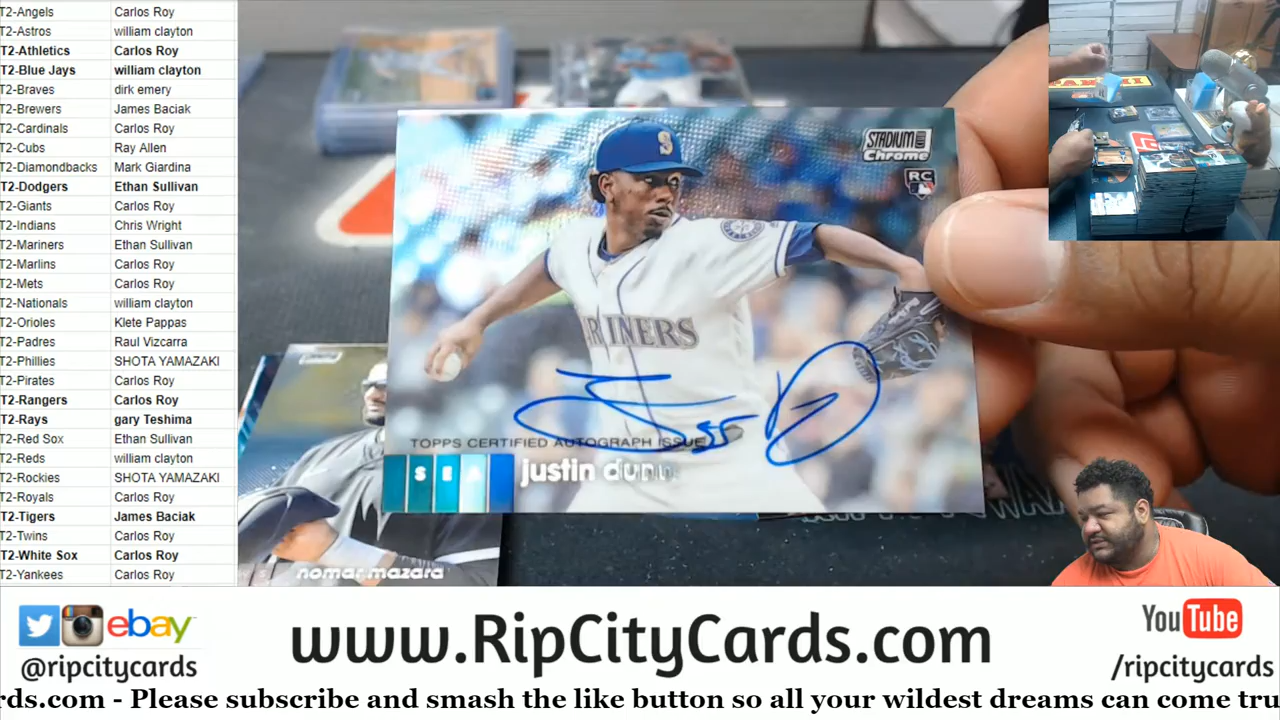 T2-Angels Carlos Roy
T2-Astros william clayton
T2-Athletics Carlos Roy
T2-Blue Jays william clayton
T2-Braves dirk emery
T2-Brewers James Baciak
T2-Cardinals Carlos Roy
T2-Cubs Ray Allen
T2-Diamondbacks Mark Giardina
T2-Dodgers Ethan Sullivan
T2-Giants Carlos Roy
T2-Indians Chris Wright
T2-Mariners Ethan Sullivan
T2-Marlins Carlos Roy
T2-Mets Carlos Roy
T2-Nationals william clayton
T2-Orioles Klete Pappas
T2-Padres Raul Vizcarra
T2-Phillies SHOTA YAMAZAKI
T2-Pirates Carlos Roy
T2-Rangers Carlos Roy
T2-Rays gary Teshima
T2-Red Sox Ethan Sullivan
T2-Reds william clayton
T2-Rockies SHOTA YAMAZAKI
T2-Royals Carlos Roy
T2-Tigers James Baciak
T2-Twins Carlos Roy
T2-White Sox Carlos Roy
T2-Yankees Carlos Roy
STADIUM CLUB
Chrome
RC
S
MARINERS
TOPPS CERTIFIED AUTOGRAPH ISSUE
SEA justin dunn
nomar mazara
PANINI
ebay
@ripcitycards
www.RipCityCards.com
YouTube
/ripcitycards
rds.com - Please subscribe and smash the like button so all your wildest dreams can come tru